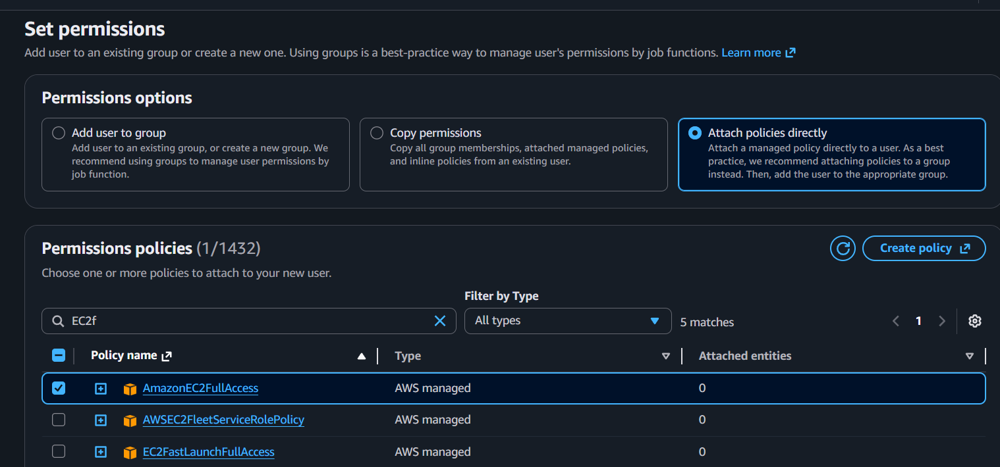 Set permissions
Add user to an existing group or create a new one. Using groups is a best-practice way to manage user's permissions by job functions. Learn more
Permissions options
Add user to group
Add user to an existing group, or create a new group. We
recommend using groups to manage user permissions by
job function.
Copy permissions
Copy all group memberships, attached managed policies,
and inline policies from an existing user.
Attach policies directly
Attach a managed policy directly to a user. As a best
practice, we recommend attaching policies to a group
instead. Then, add the user to the appropriate group.
Permissions policies (1/1432)
Create policy
Choose one or more policies to attach to your new user.
Filter by Type
EC2f
All types
5 matches
1
Policy name
Type
Attached entities
AmazonEC2FullAccess
AWS managed
0
AWSEC2FleetServiceRolePolicy
AWS managed
0
EC2FastLaunchFullAccess
AWS managed
0